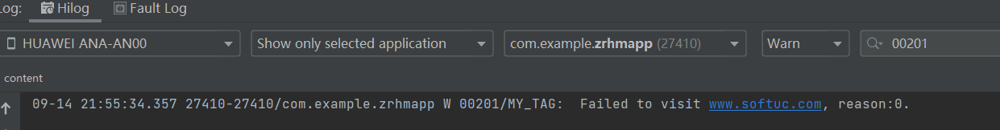 Log: Hilog Fault Log
HUAWEI ANA-AN00 Show only selected application com.example.zrhmapp (27410) Warn 00201
content
09-14 21:55:34.357 27410-27410/com.example.zrhmapp W 00201/MY_TAG: Failed to visit www.softuc.com, reason:0.